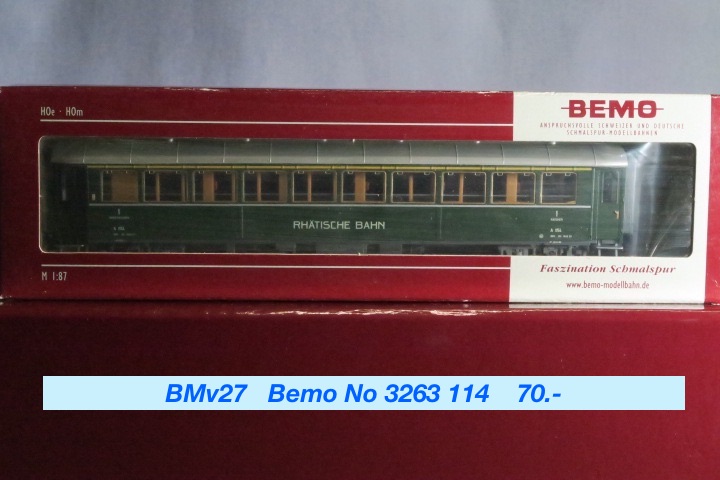 H0e · H0m
BEMO
ANSPRUCHSVOLLE SCHWEIZER UND DEUTSCHE
SCHMALSPUR-MODELLBAHNEN
RHÄTISCHE BAHN
M 1:87
Faszination Schmalspur
www.bemo-modellbahn.de
BMv27 Bemo No 3263 114 70.-